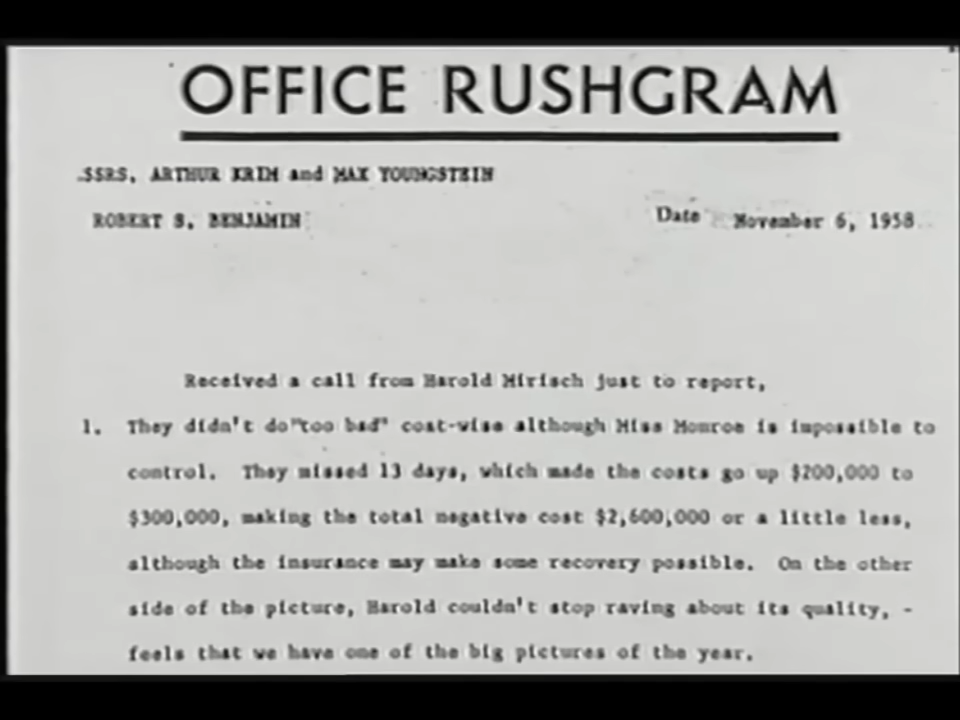 OFFICE RUSHGRAM
.SSRS, ARTHUR KRIM and MAX YOUNGSTEIN
ROBERT S. BENJAMIN
Date November 6, 1958
Received a call from Harold Mirisch just to report,
1. They didn't do"too bad" cost-wise although Miss Monroe is impossible to
control. They missed 13 days, which made the costs go up $200,000 to
$300,000, making the total negative cost $2,600,000 or a little less,
although the insurance may make some recovery possible. On the other
side of the picture, Harold couldn't stop raving about its quality, -
feels that we have one of the big pictures of the year.